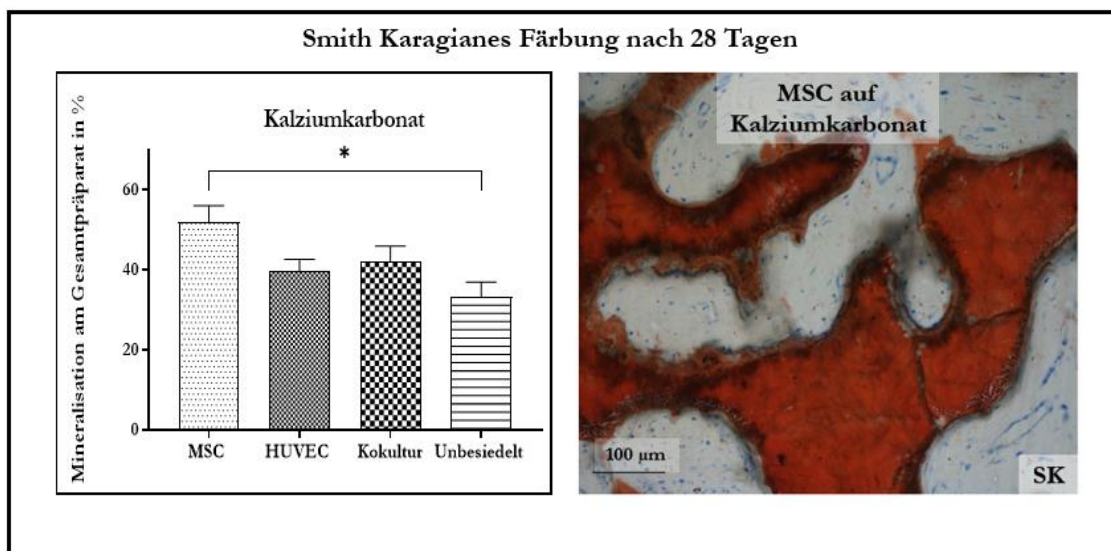 Smith Karagianes Färbung nach 28 Tagen
Mineralisation am Gesamtpräparat in %
Kalziumkarbonat
*
60
40
20
0
MSC
HUVEC
Kokultur
Unbesiedelt
MSC auf
Kalziumkarbonat
100 µm
SK